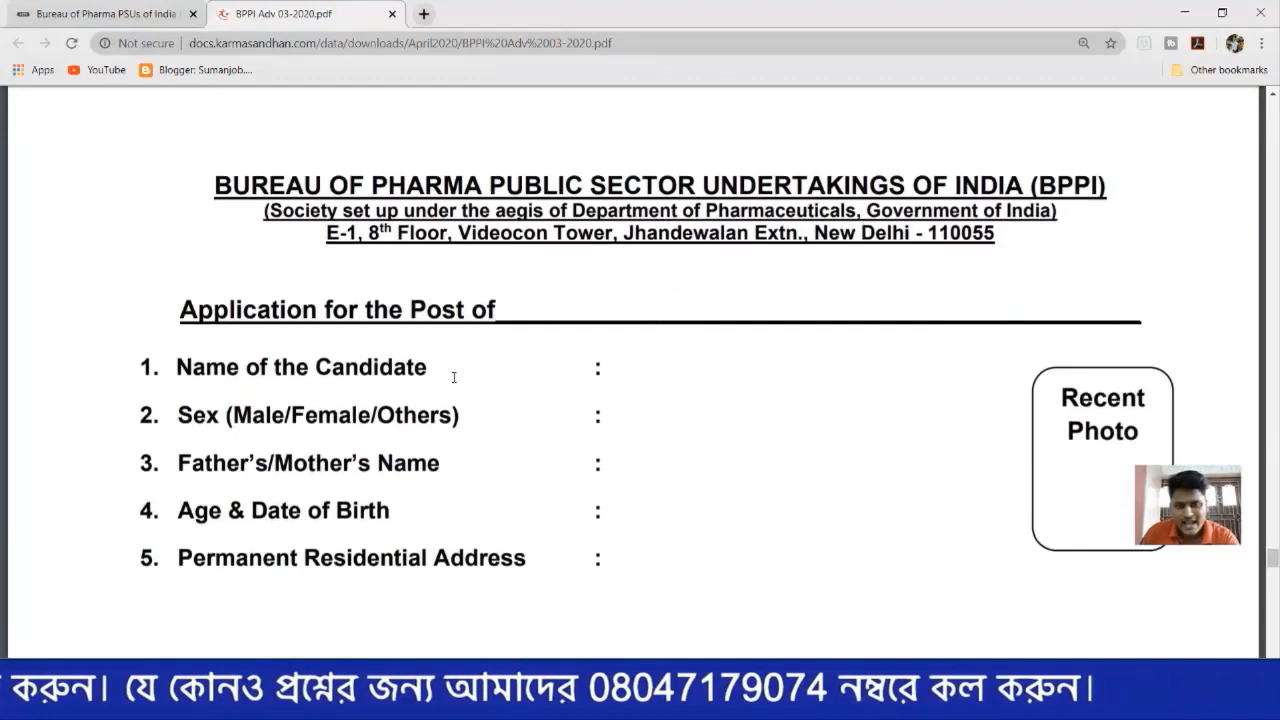 Bureau of Pharma PSUs of India
BPPI Adv 03-2020.pdf
Not secure | docs.karmasandhan.com/data/downloads/April2020/BPPI%20Adv%2003-2020.pdf
Apps YouTube Blogger: Sumanjob.... Other bookmarks
BUREAU OF PHARMA PUBLIC SECTOR UNDERTAKINGS OF INDIA (BPPI)
(Society set up under the aegis of Department of Pharmaceuticals, Government of India)
E-1, 8th Floor, Videocon Tower, Jhandewalan Extn., New Delhi - 110055
Application for the Post of
1. Name of the Candidate :
2. Sex (Male/Female/Others) :
3. Father's/Mother's Name :
4. Age & Date of Birth :
5. Permanent Residential Address :
Recent
Photo
করুন। যে কোনও প্রশ্নের জন্য আমাদের 08047179074 নম্বরে কল করুন।